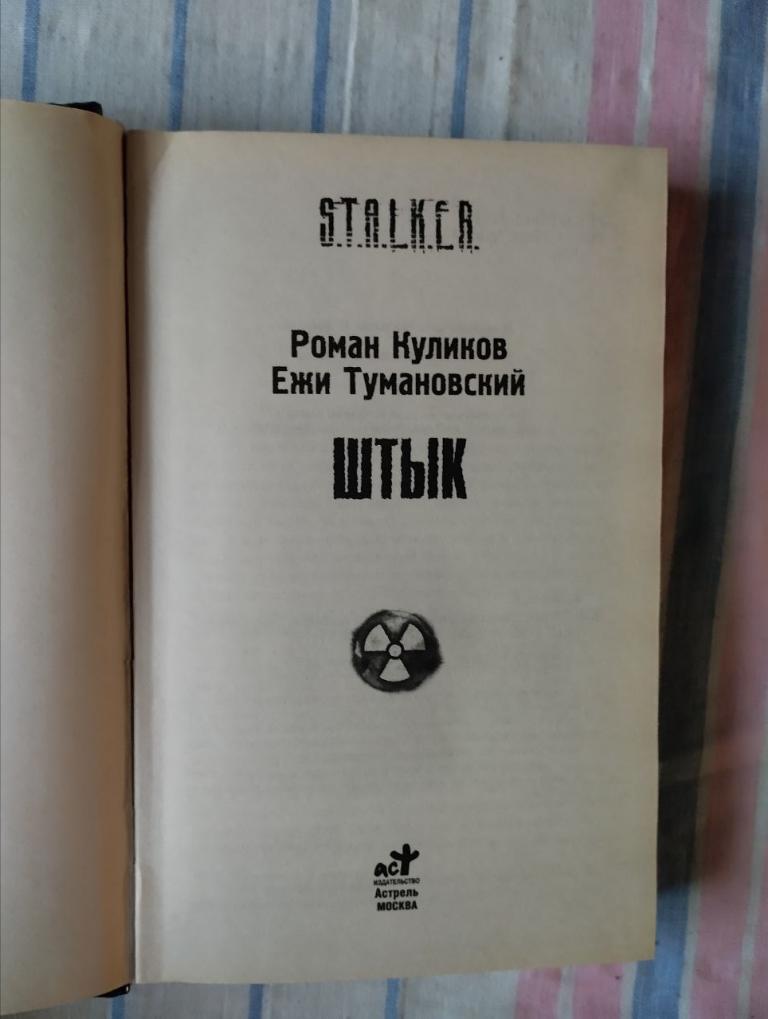 S.T.A.L.K.E.R.
Роман Куликов
Ежи Тумановский
ШТЫК
аст
ИЗДАТЕЛЬСТВО
Астрель
МОСКВА